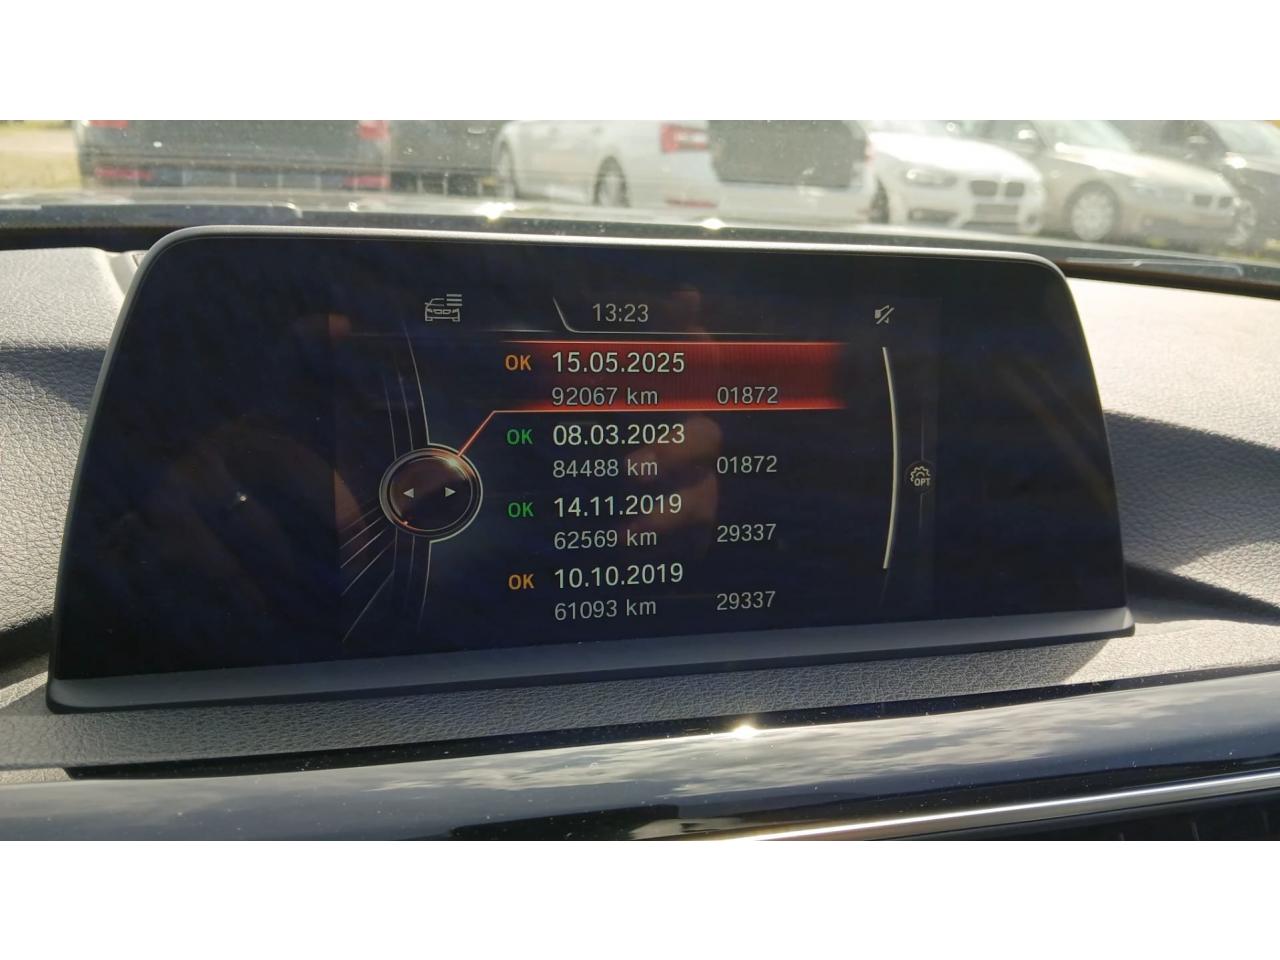 13:23
OK 15.05.2025
92067 km 01872
OK 08.03.2023
84488 km 01872
OK 14.11.2019
62569 km 29337
OK 10.10.2019
61093 km 29337
OPT